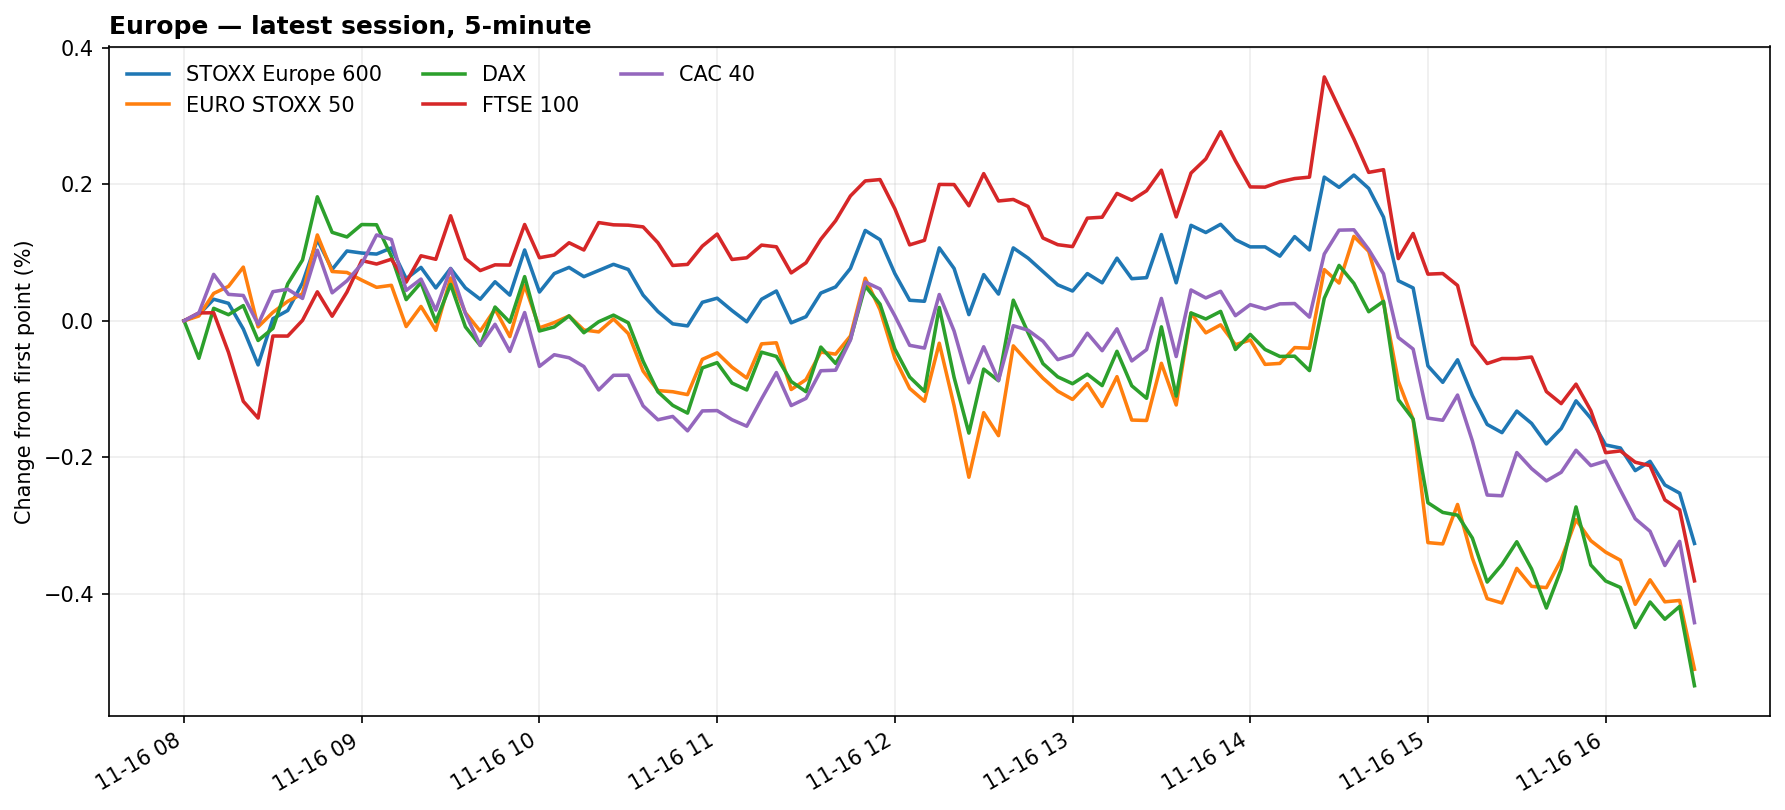 Europe — latest session, 5-minute
STOXX Europe 600
EURO STOXX 50
DAX
FTSE 100
CAC 40
Change from first point (%)
0.4
0.2
0.0
−0.2
−0.4
11-16 08
11-16 09
11-16 10
11-16 11
11-16 12
11-16 13
11-16 14
11-16 15
11-16 16